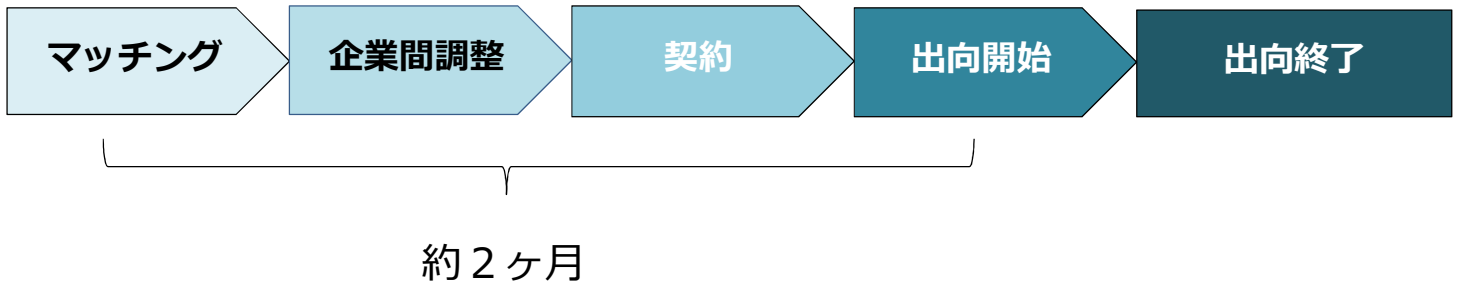 マッチング
企業間調整
契約
出向開始
出向終了
約２ヶ月